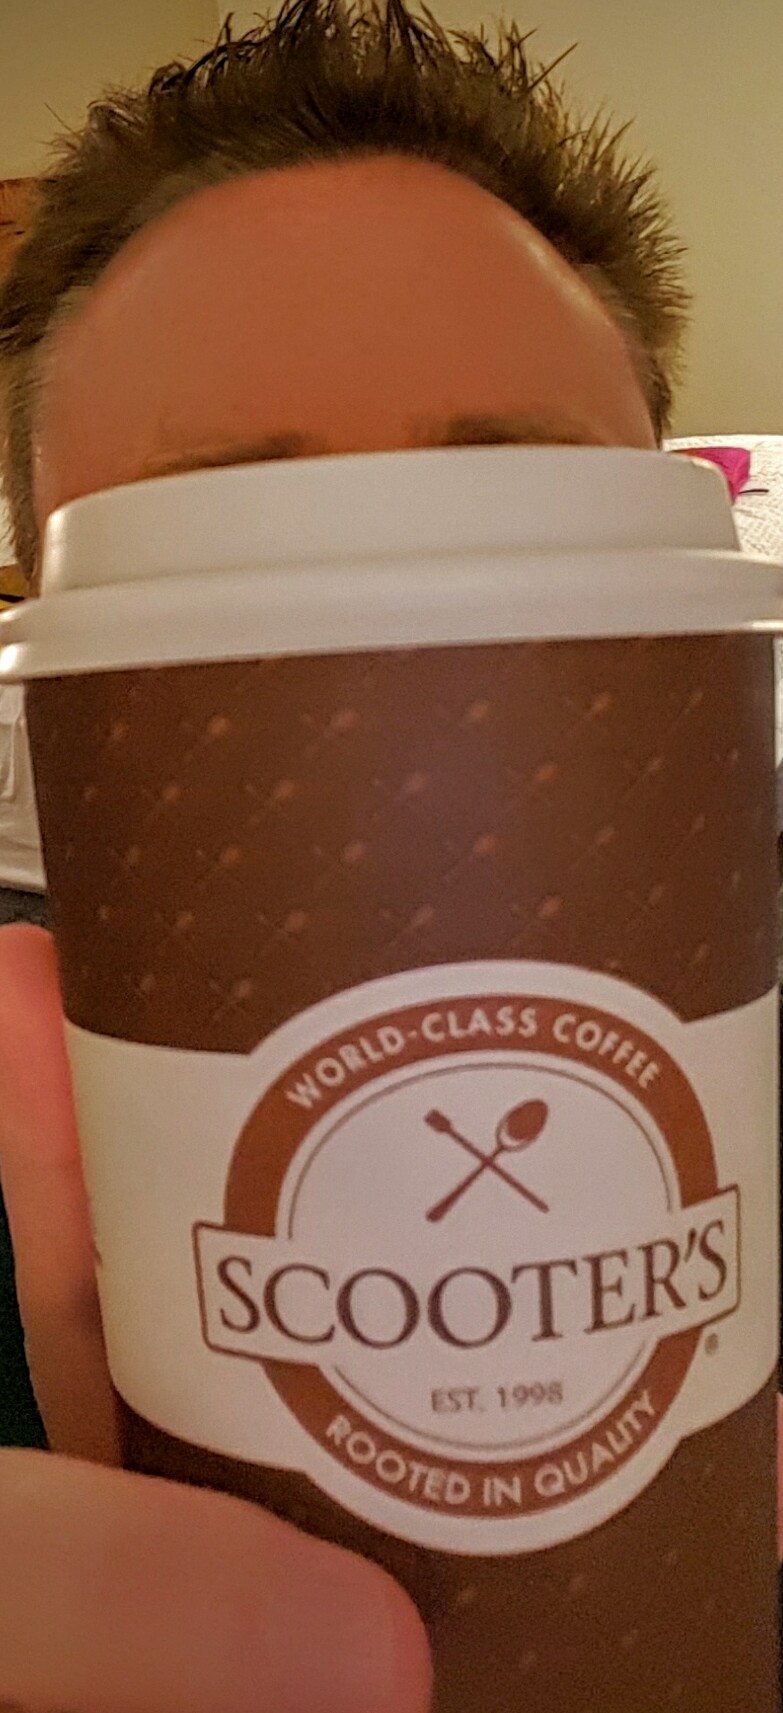 WORLD-CLASS COFFEE
SCOOTER'S
®
EST. 1998
ROOTED IN QUALITY